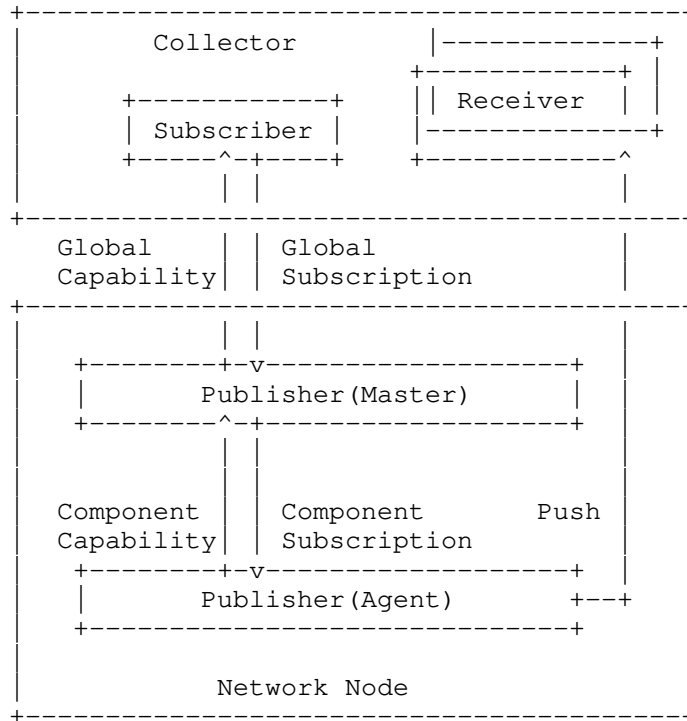 Collector
Receiver
Subscriber
Global Global
Capability Subscription
Publisher(Master)
Component Component Push
Capability Subscription
Publisher(Agent)
Network Node